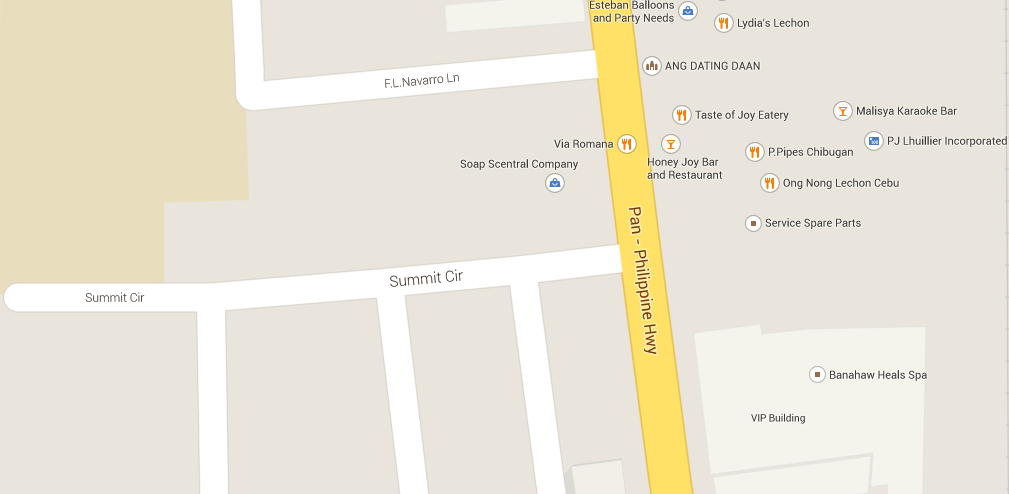 Esteban Balloons
and Party Needs
Lydia's Lechon
ANG DATING DAAN
F.L.Navarro Ln
Taste of Joy Eatery
Malisya Karaoke Bar
Via Romana
PJ Lhuillier Incorporated
P.Pipes Chibugan
Soap Scentral Company
Honey Joy Bar
and Restaurant
Ong Nong Lechon Cebu
Service Spare Parts
Pan - Philippine Hwy
Summit Cir
Summit Cir
Banahaw Heals Spa
VIP Building